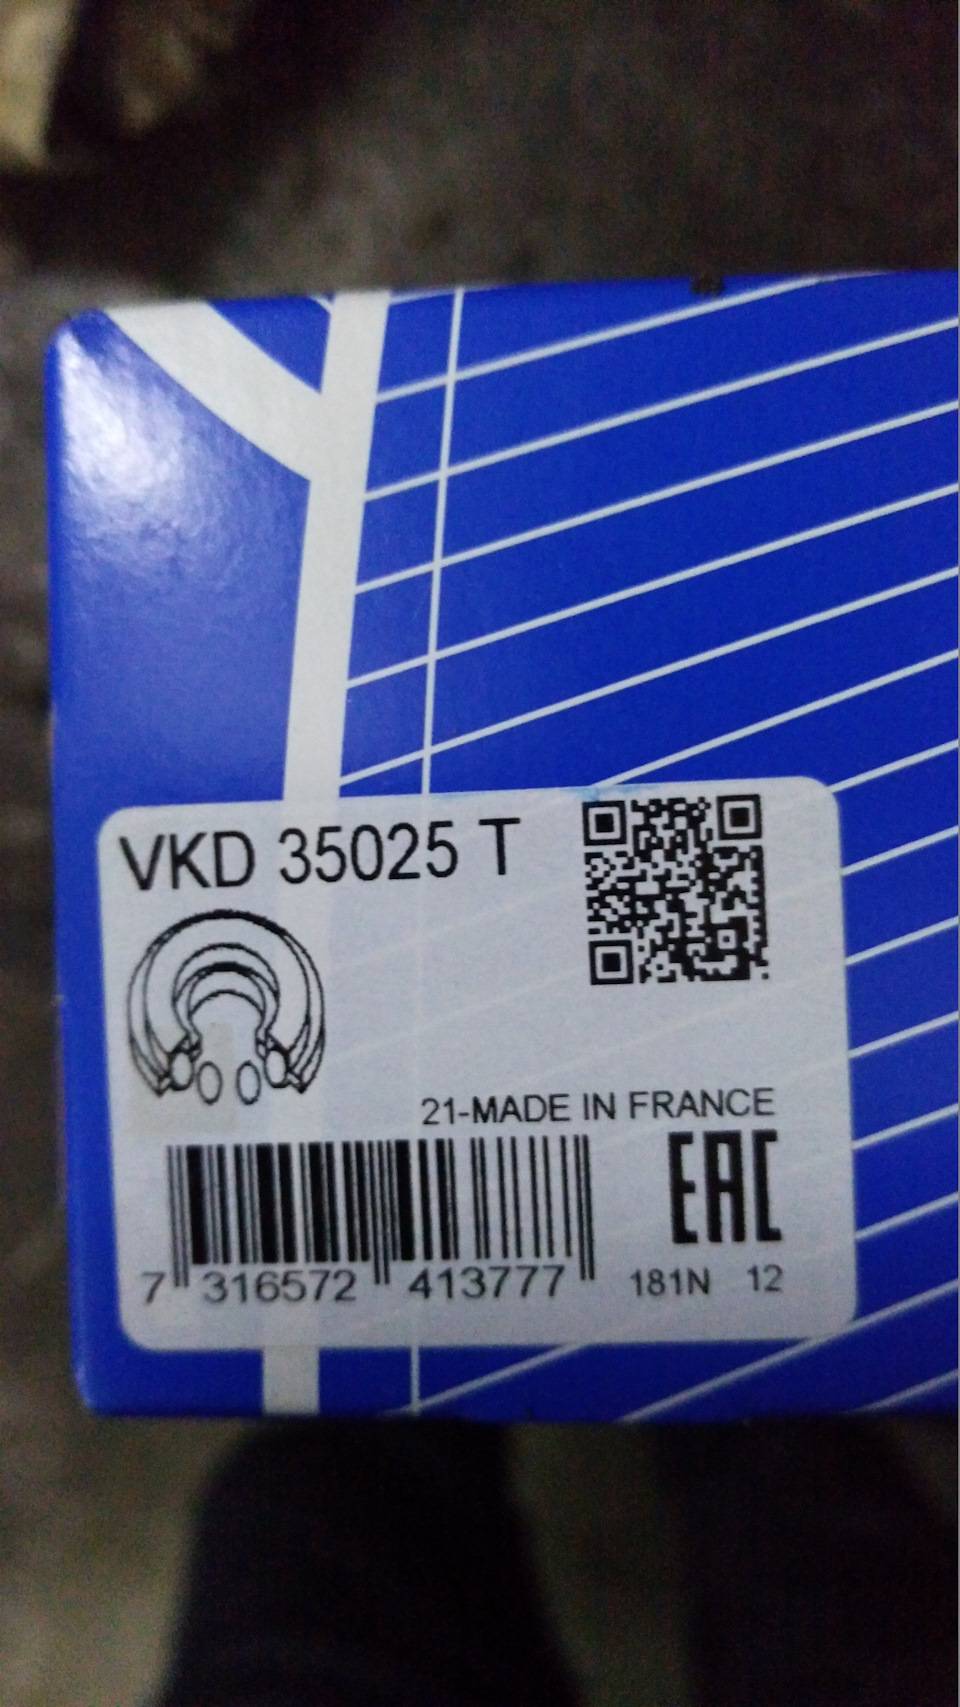 VKD 35025 T
21-MADE IN FRANCE
EAC
7 316572 413777
181N 12